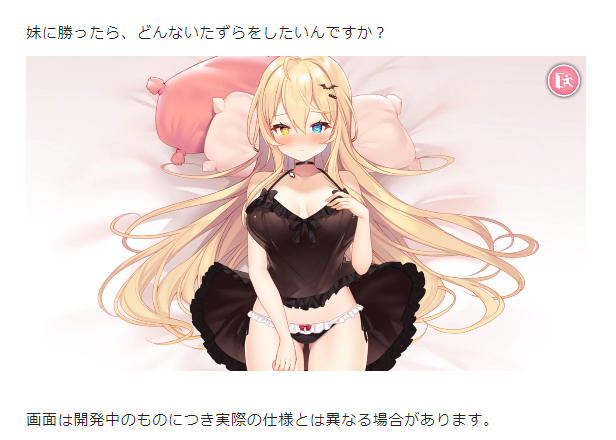 妹に勝ったら、どんないたずらをしたいんですか？
画面は開発中のものにつき実際の仕様とは異なる場合があります。